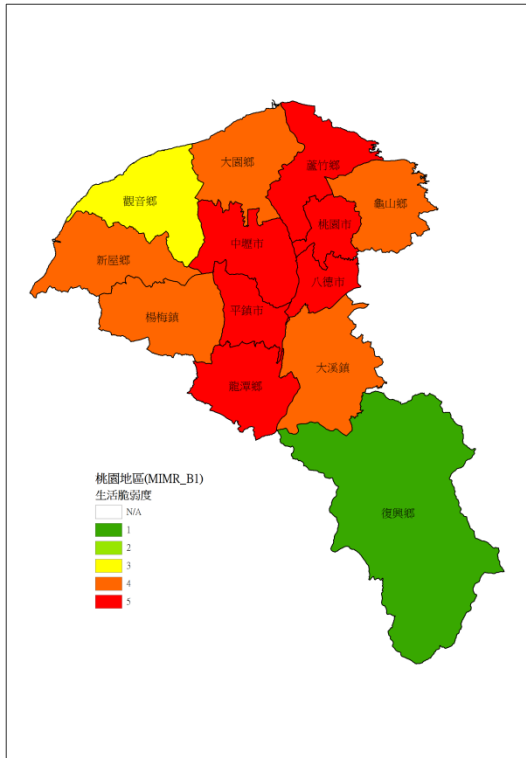 大園鄉
蘆竹鄉
觀音鄉
龜山鄉
桃園市
中壢市
新屋鄉
八德市
楊梅鎮
平鎮市
大溪鎮
龍潭鄉
復興鄉
桃園地區(MIMR_B1)
生活脆弱度
N/A
1
2
3
4
5